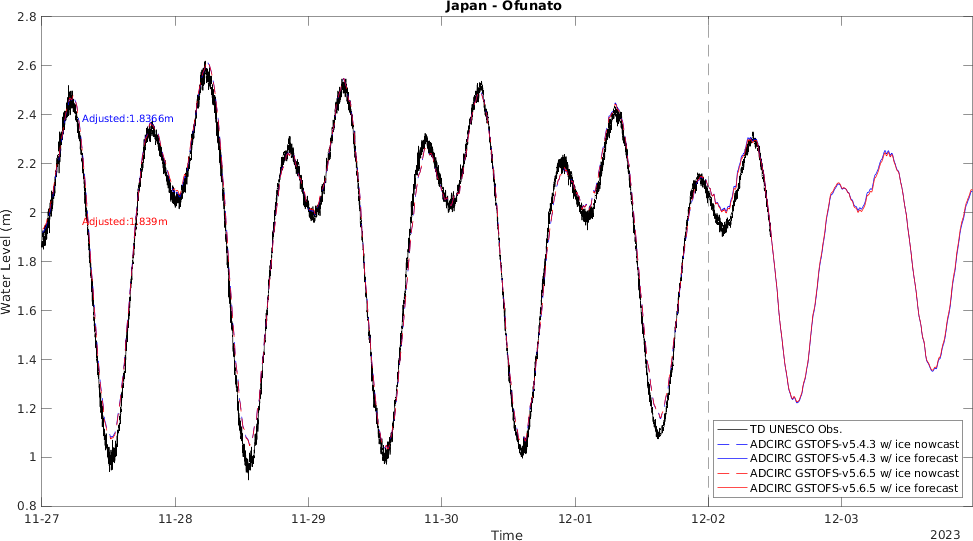 Japan - Ofunato
2.8
2.6
2.4
2.2
2
1.8
1.6
1.4
1.2
1
0.8
Water Level (m)
Adjusted:1.8366m
Adjusted:1.839m
TD UNESCO Obs.
ADCIRC GSTOFS-v5.4.3 w/ ice nowcast
ADCIRC GSTOFS-v5.4.3 w/ ice forecast
ADCIRC GSTOFS-v5.6.5 w/ ice nowcast
ADCIRC GSTOFS-v5.6.5 w/ ice forecast
11-27 11-28 11-29 11-30 12-01 12-02 12-03
Time
2023